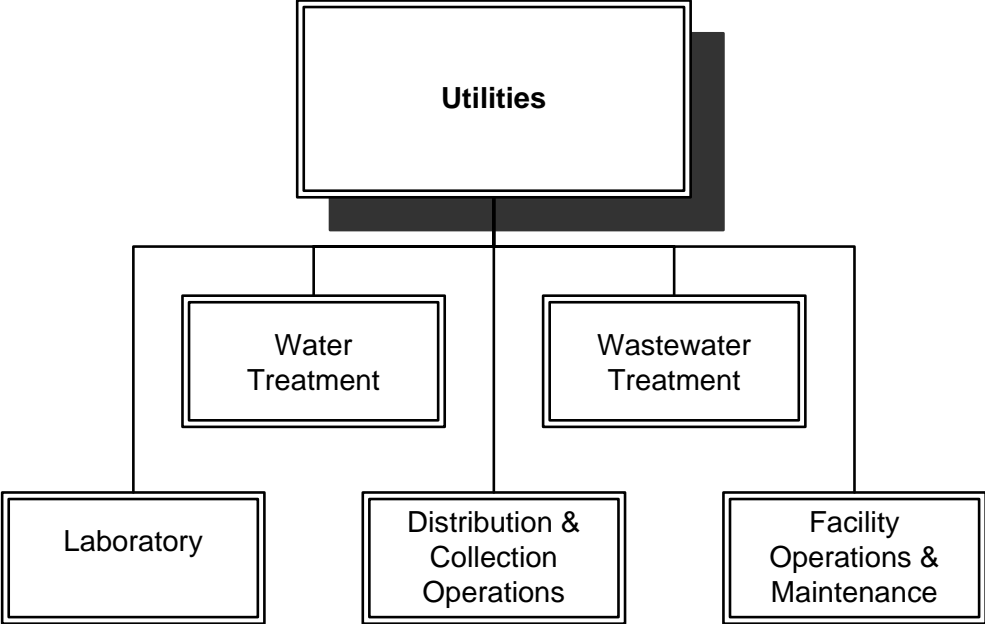 Utilities
Water
Treatment
Wastewater
Treatment
Laboratory
Distribution &
Collection
Operations
Facility
Operations &
Maintenance